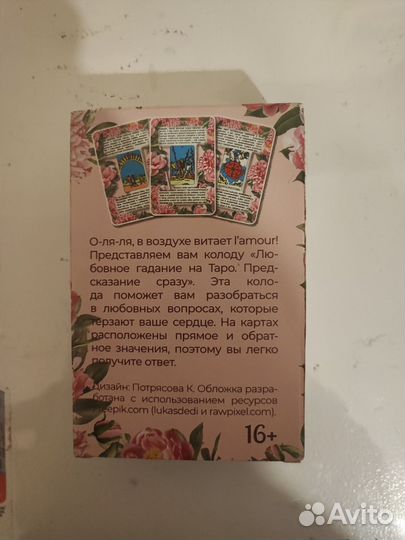 О-ля-ля, в воздухе витает l'amour!
Представляем вам колоду «Лю-
бовное гадание на Таро. Пред-
сказание сразу». Эта коло-
да поможет вам разобраться
в любовных вопросах, которые
терзают ваше сердце. На картах
расположены прямое и обрат-
ное значения, поэтому вы легко
получите ответ.
Дизайн: Потрясова К. Обложка разра-
ботана с использованием ресурсов
freepik.com (lukasdedi и rawpixel.com).
16+
Avito